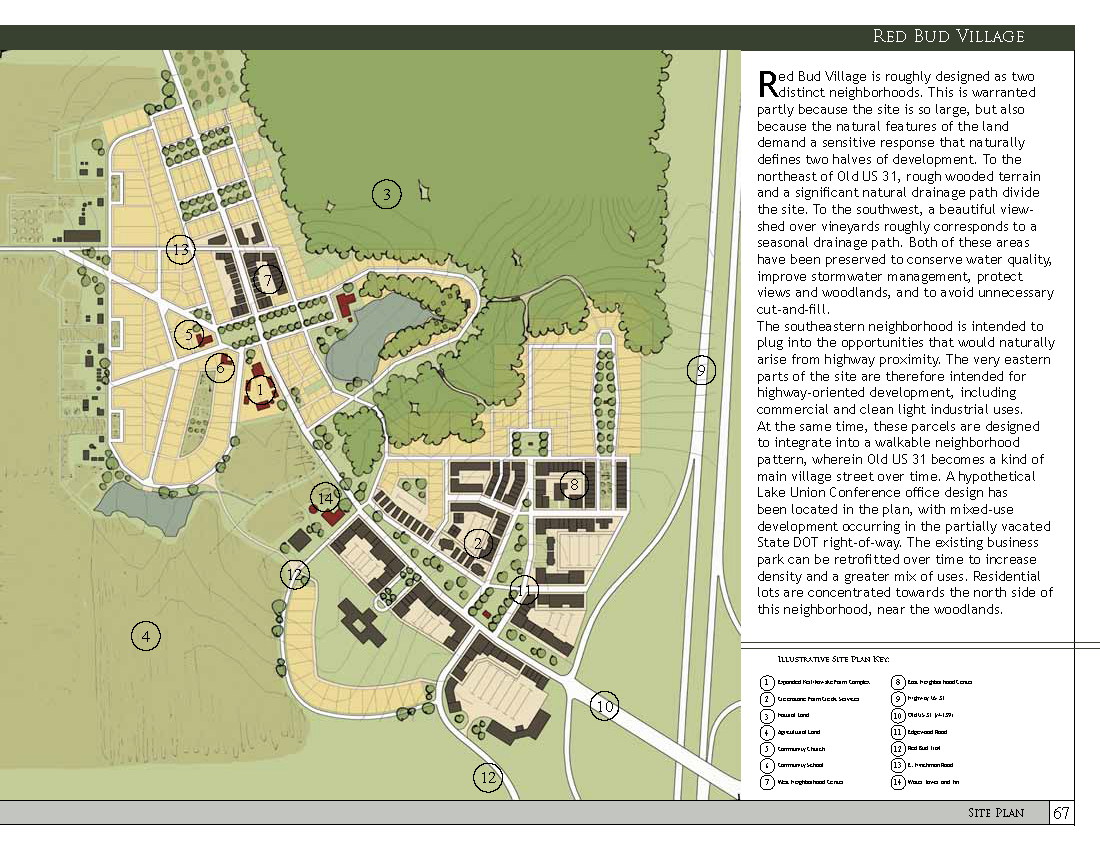 Red Bud Village
Red Bud Village is roughly designed as two
distinct neighborhoods. This is warranted
partly because the site is so large, but also
because the natural features of the land
demand a sensitive response that naturally
defines two halves of development. To the
northeast of Old US 31, rough wooded terrain
and a significant natural drainage path divide
the site. To the southwest, a beautiful view-
shed over vineyards roughly corresponds to a
seasonal drainage path. Both of these areas
have been preserved to conserve water quality,
improve stormwater management, protect
views and woodlands, and to avoid unnecessary
cut-and-fill.
The southeastern neighborhood is intended to
plug into the opportunities that would naturally
arise from highway proximity. The very eastern
parts of the site are therefore intended for
highway-oriented development, including
commercial and clean light industrial uses.
At the same time, these parcels are designed
to integrate into a walkable neighborhood
pattern, wherein Old US 31 becomes a kind of
main village street over time. A hypothetical
Lake Union Conference office design has
been located in the plan, with mixed-use
development occurring in the partially vacated
State DOT right-of-way. The existing business
park can be retrofitted over time to increase
density and a greater mix of uses. Residential
lots are concentrated towards the north side of
this neighborhood, near the woodlands.
3
13
7
5
6
9
1
8
14
2
12
11
4
10
12
Illustrative Site Plan Key:
1 Expanded Farm Complex
2 Farm Credit Services
3 Natural Land
4 Agricultural Land
5 Community Church
6 Community School
7 West Neighborhood Center
8 East Neighborhood Center
9 Highway US 31
10 Old US 31
11 Edgewood Road
12 Red Bud Trail
13 E. Road
14 Water Tower and
Site Plan
67